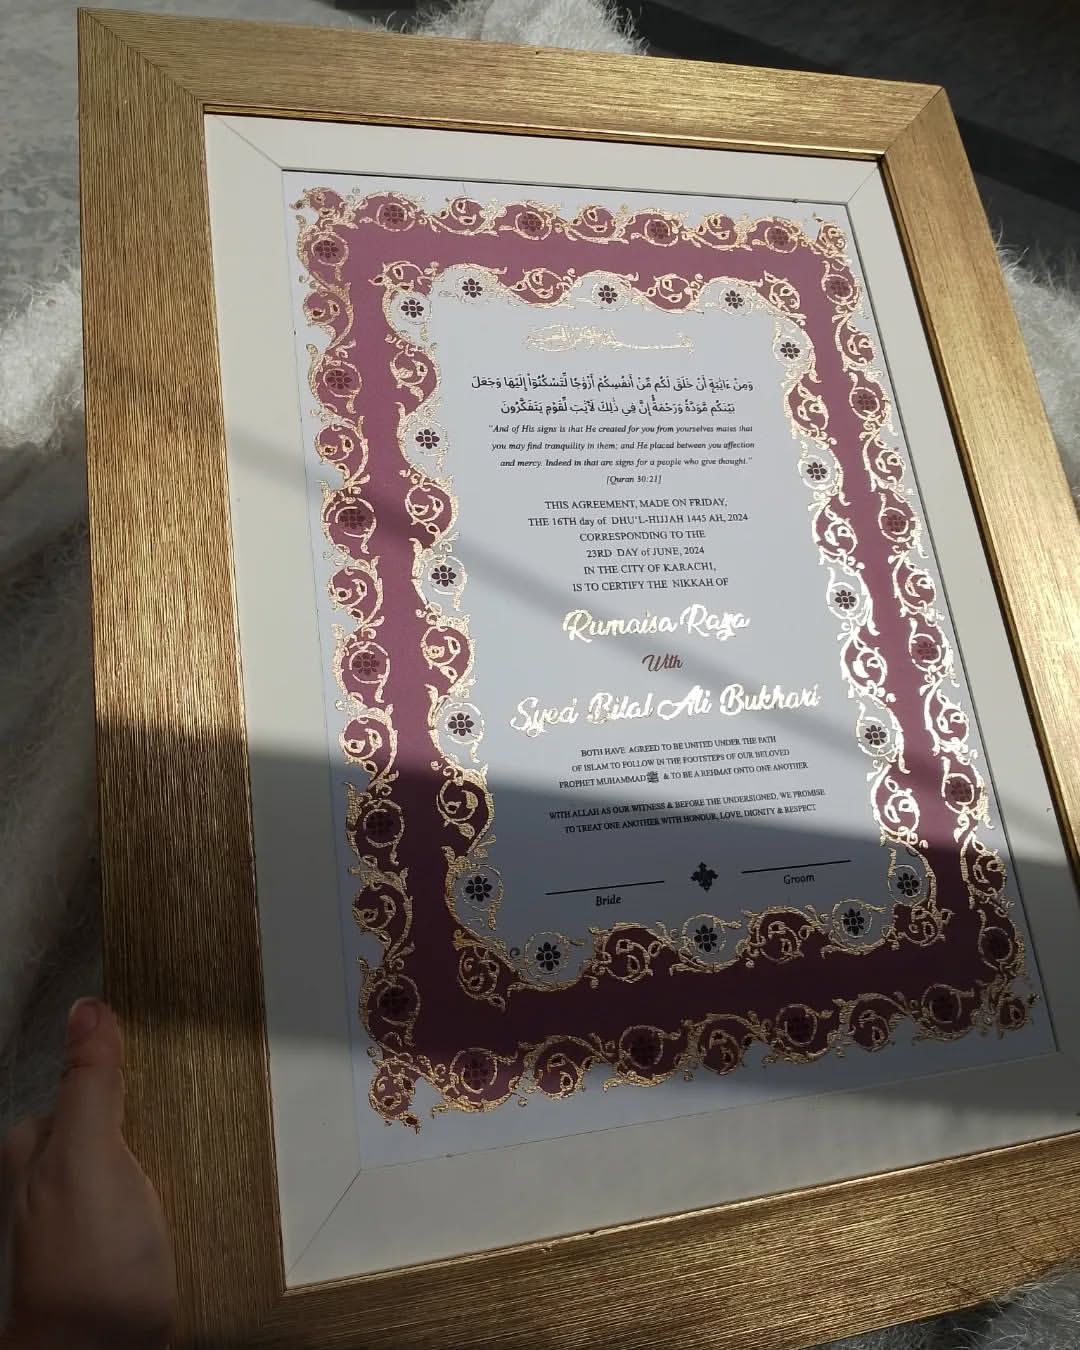 بسم الله الرحمن الرحيم
وَمِنْ ءَايَٰتِهِۦٓ أَنْ خَلَقَ لَكُم مِّنْ أَنفُسِكُمْ أَزْوَٰجًا لِّتَسْكُنُوٓا۟ إِلَيْهَا وَجَعَلَ
بَيْنَكُم مَّوَدَّةً وَرَحْمَةً إِنَّ فِي ذَٰلِكَ لَءَايَٰتٍ لِّقَوْمٍ يَتَفَكَّرُونَ
"And of His signs is that He created for you from yourselves mates that
you may find tranquility in them; and He placed between you affection
and mercy. Indeed in that are signs for a people who give thought."
[Quran 30:21]
THIS AGREEMENT, MADE ON FRIDAY,
THE 16TH day of DHU'L-HIJJAH 1445 AH, 2024
CORRESPONDING TO THE
23RD DAY of JUNE, 2024
IN THE CITY OF KARACHI,
IS TO CERTIFY THE NIKKAH OF
Rumaisa Raza
With
Syed Bilal Ali Bukhari
BOTH HAVE AGREED TO BE UNITED UNDER THE PATH
OF ISLAM TO FOLLOW IN THE FOOTSTEPS OF OUR BELOVED
PROPHET MUHAMMAD ﷺ & TO BE A REHMAT ONTO ONE ANOTHER
WITH ALLAH AS OUR WITNESS & BEFORE THE UNDERSIGNED, WE PROMISE
TO TREAT ONE ANOTHER WITH HONOUR, LOVE, DIGNITY & RESPECT
Bride Groom